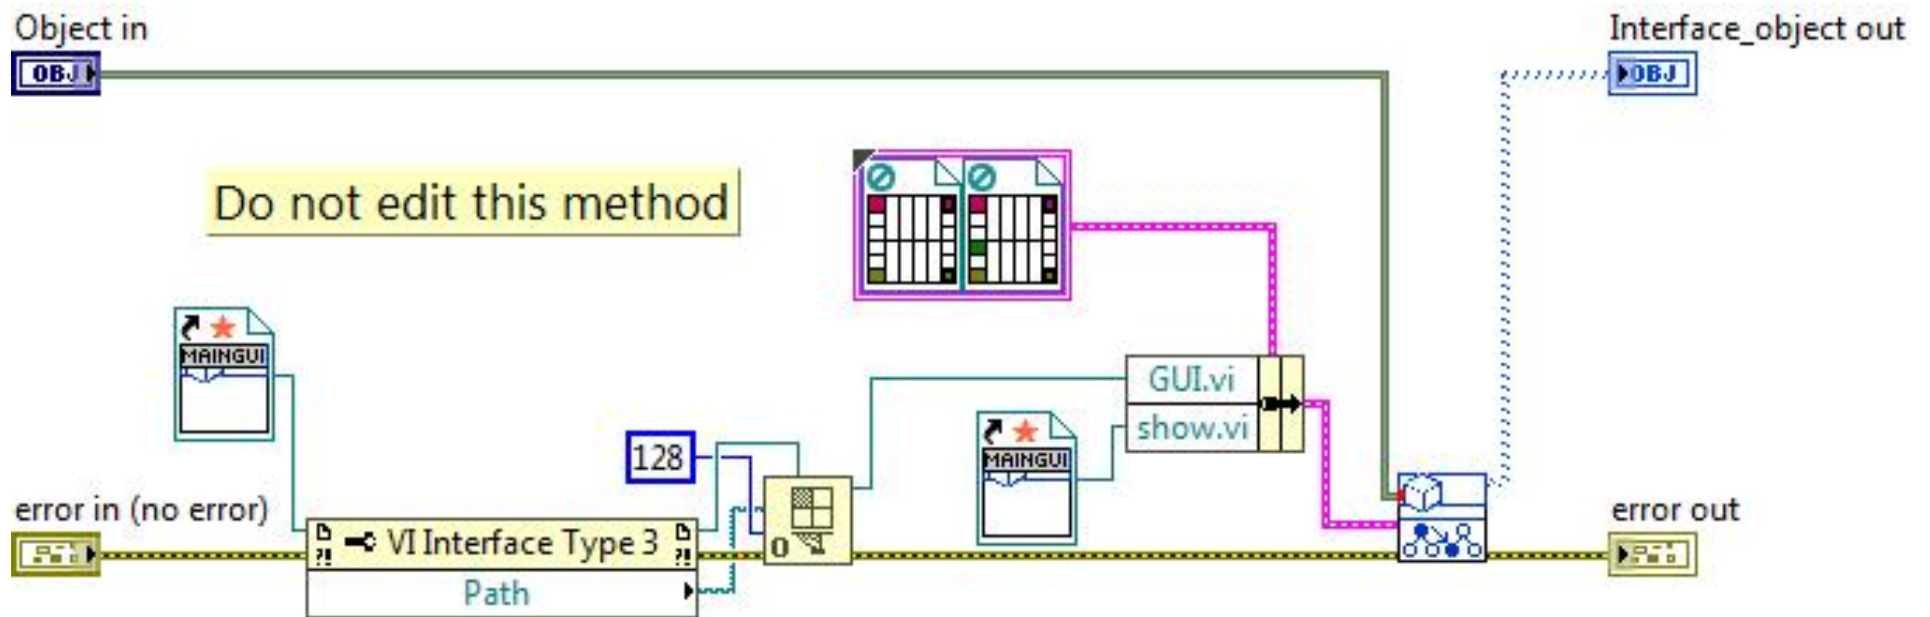 Object in
Interface_object out
OBJ
OBJ
Do not edit this method
MAINGUI
GUI.vi
show.vi
128
MAINGUI
error in (no error)
error out
?! VI Interface Type 3 ?!
0
Path